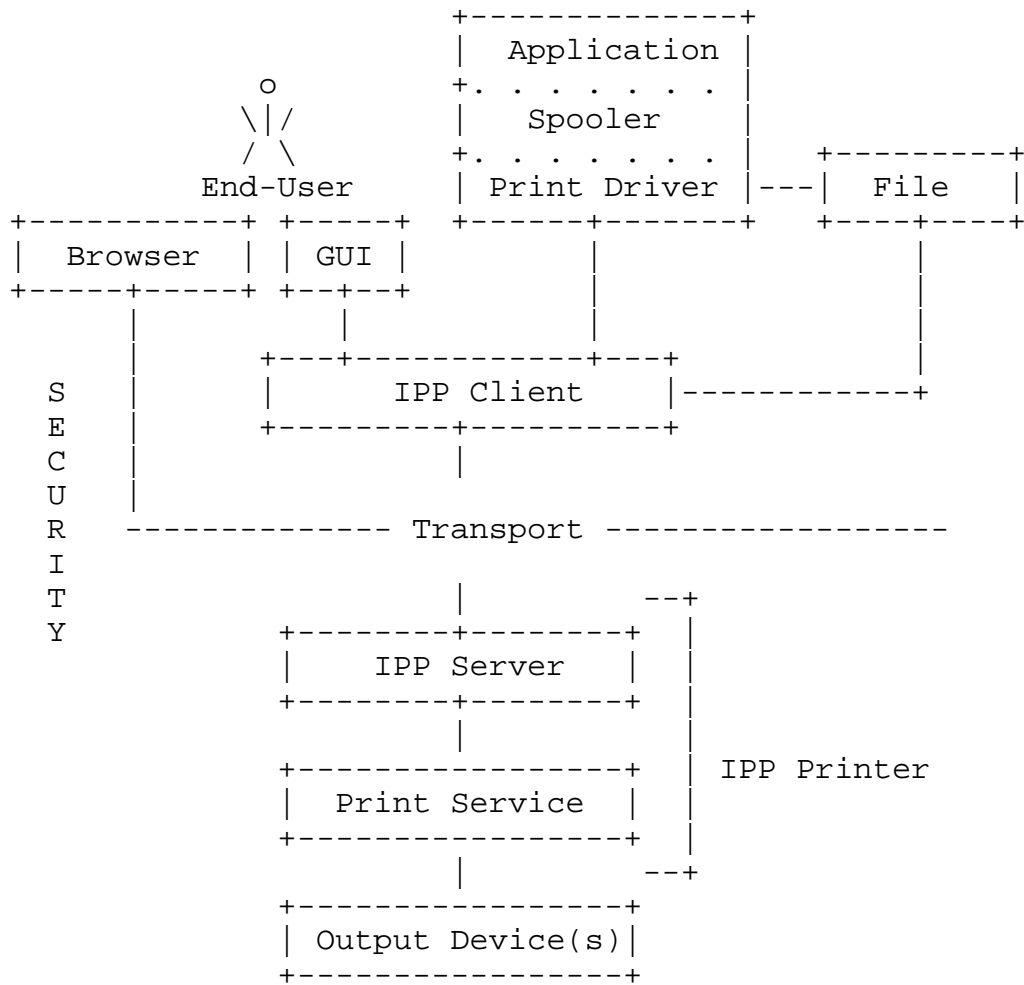 Application
Spooler
Print Driver
File
o
End-User
Browser
GUI
IPP Client
SECURITY
Transport
IPP Server
IPP Printer
Print Service
Output Device(s)